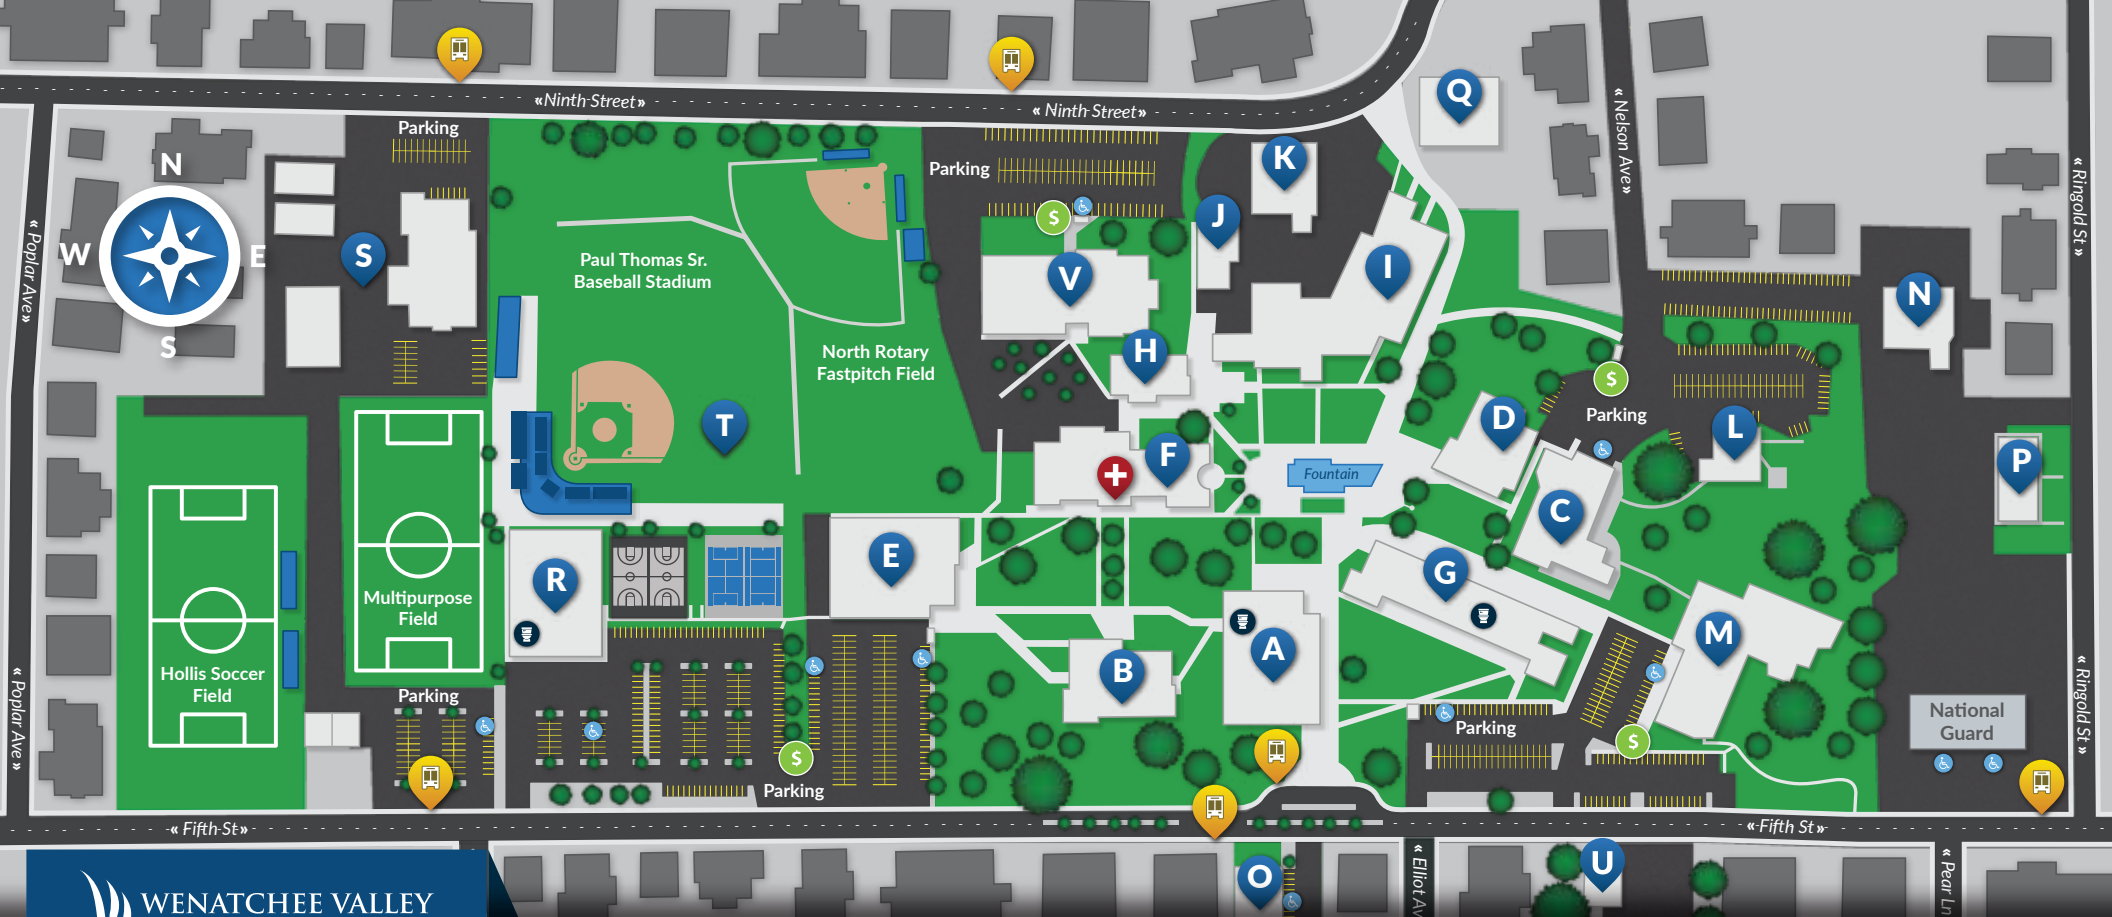 «Ninth Street»
« Ninth Street»
Q
« Nelson Ave»
« Ringold St »
Parking
Parking
K
N
W
E
S
S
J
I
V
N
« Poplar Ave »
Paul Thomas Sr.
Baseball Stadium
North Rotary
Fastpitch Field
H
$
$
Parking
T
D
L
F
Fountain
P
C
E
R
G
Multipurpose
Field
Hollis Soccer
Field
A
B
M
« Poplar Ave »
« Ringold St »
Parking
Parking
National
Guard
$
$
Parking
« Fifth St »
« Fifth St »
« Elliot Av
« Pear Ln
O
U
WENATCHEE VALLEY